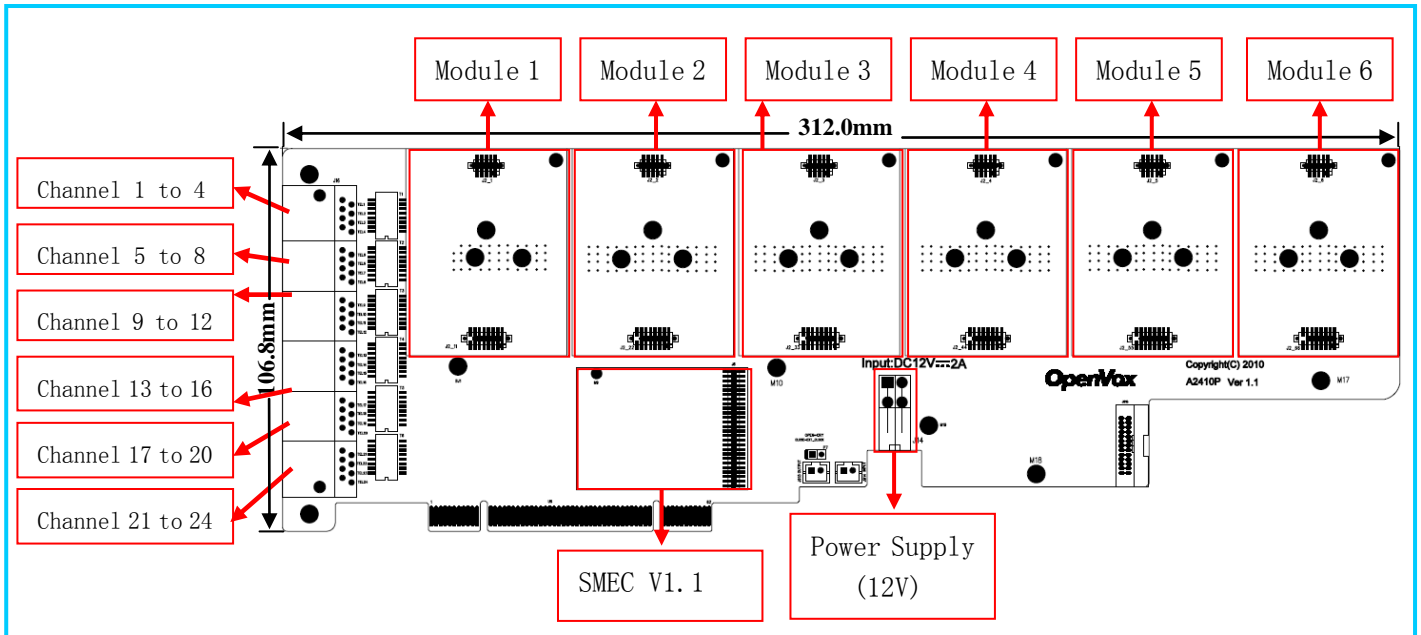 Module 1
Module 2
Module 3
Module 4
Module 5
Module 6
312.0mm
106.8mm
Channel 1 to 4
Channel 5 to 8
Channel 9 to 12
Channel 13 to 16
Channel 17 to 20
Channel 21 to 24
J2_1
J2_2
J2_4
Input:DC12V⎓2A
OpenVox
Copyright(C) 2010
A2410P Ver 1.1
M10
M17
M18
SMEC V1.1
Power Supply
(12V)